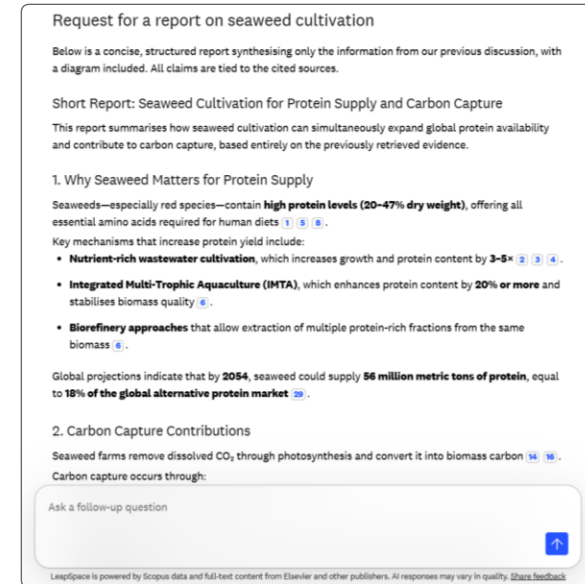 Request for a report on seaweed cultivation
Below is a concise, structured report synthesising only the information from our previous discussion, with
a diagram included. All claims are tied to the cited sources.
Short Report: Seaweed Cultivation for Protein Supply and Carbon Capture
This report summarises how seaweed cultivation can simultaneously expand global protein availability
and contribute to carbon capture, based entirely on the previously retrieved evidence.
1. Why Seaweed Matters for Protein Supply
Seaweeds—especially red species—contain high protein levels (20–47% dry weight), offering all
essential amino acids required for human diets 1 5 8 .
Key mechanisms that increase protein yield include:
• Nutrient-rich wastewater cultivation, which increases growth and protein content by 3–5× 2 3 4 .
• Integrated Multi-Trophic Aquaculture (IMTA), which enhances protein content by 20% or more and
stabilises biomass quality 6 .
• Biorefinery approaches that allow extraction of multiple protein-rich fractions from the same
biomass 6 .
Global projections indicate that by 2054, seaweed could supply 56 million metric tons of protein, equal
to 18% of the global alternative protein market 29 .
2. Carbon Capture Contributions
Seaweed farms remove dissolved CO₂ through photosynthesis and convert it into biomass carbon 14 16 .
Carbon capture occurs through:
Ask a follow-up question
LeapSpace is powered by Scopus data and full-text content from Elsevier and other publishers. AI responses may vary in quality. Share feedback